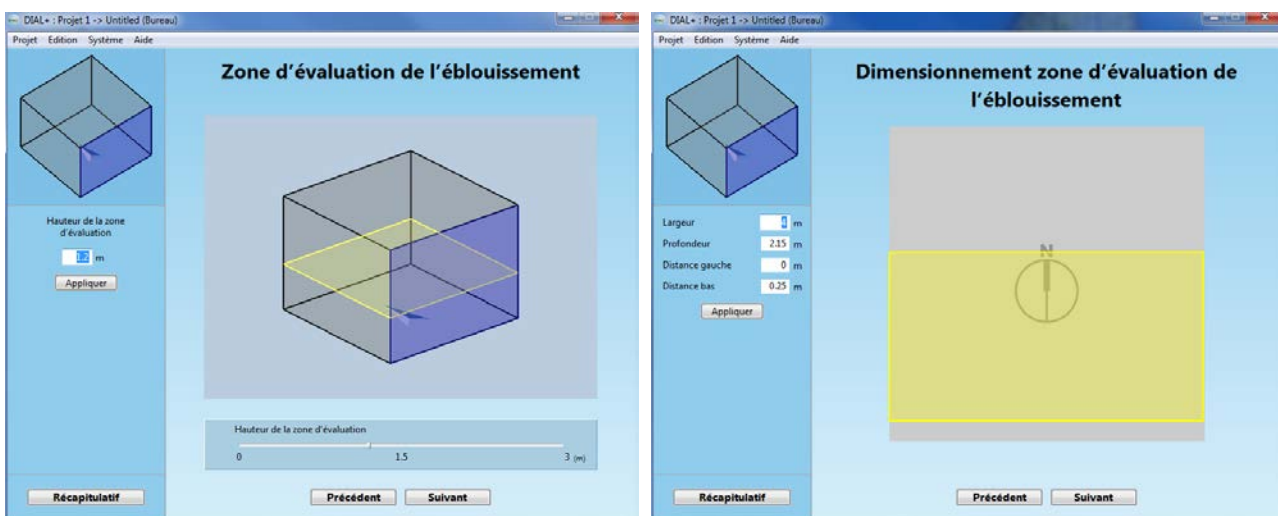 DIAL+ : Projet 1 -> Untitled (Bureau)
Projet Edition Système Aide
Zone d'évaluation de l'éblouissement
Hauteur de la zone
d'évaluation
1.2 m
Appliquer
Hauteur de la zone d'évaluation
0 1.5 3 (m)
Récapitulatif
Précédent Suivant
DIAL+ : Projet 1 -> Untitled (Bureau)
Projet Edition Système Aide
Dimensionnement zone d'évaluation de
l'éblouissement
Largeur 4 m
Profondeur 2.15 m
Distance gauche 0 m
Distance bas 0.25 m
Appliquer
N
Récapitulatif
Précédent Suivant